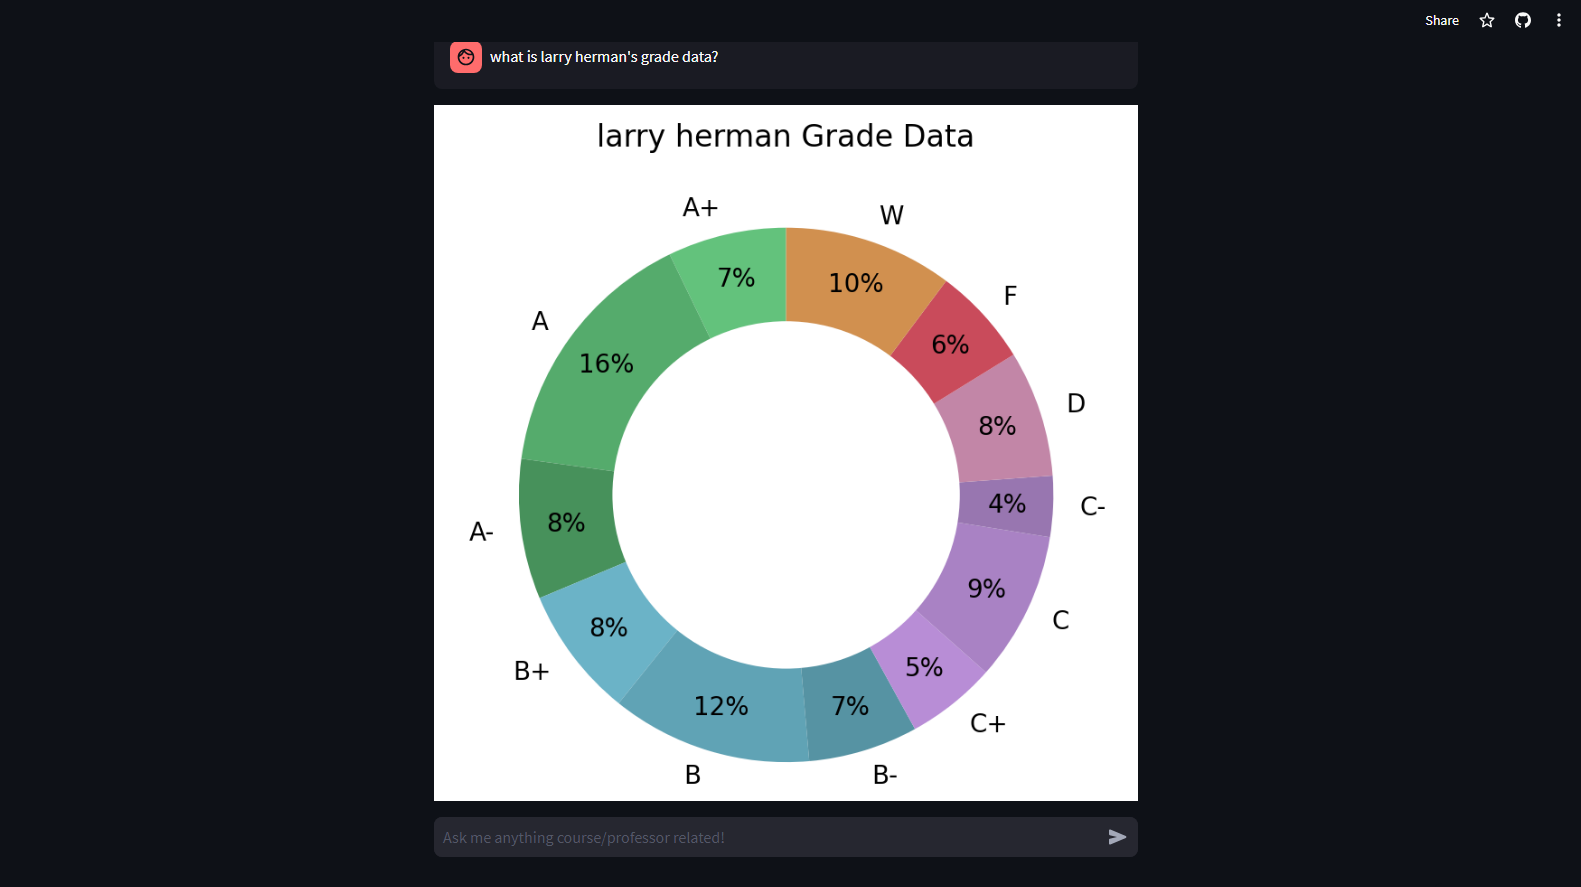 Share
what is larry herman's grade data?
larry herman Grade Data
A+
W
7%
10%
F
A
6%
16%
D
8%
4%
C-
A-
8%
9%
8%
C
B+
5%
12%
7%
C+
B
B-
Ask me anything course/professor related!